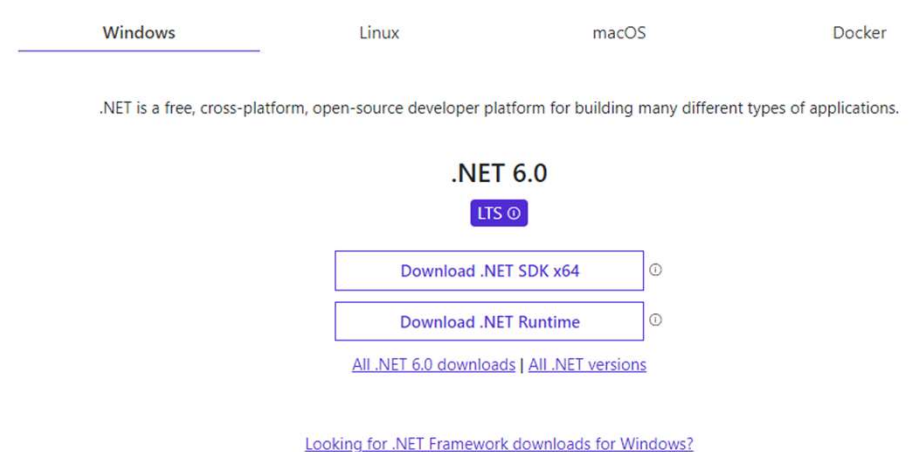 Windows Linux macOS Docker
.NET is a free, cross-platform, open-source developer platform for building many different types of applications.
.NET 6.0
LTS
Download .NET SDK x64
Download .NET Runtime
All .NET 6.0 downloads | All .NET versions
Looking for .NET Framework downloads for Windows?